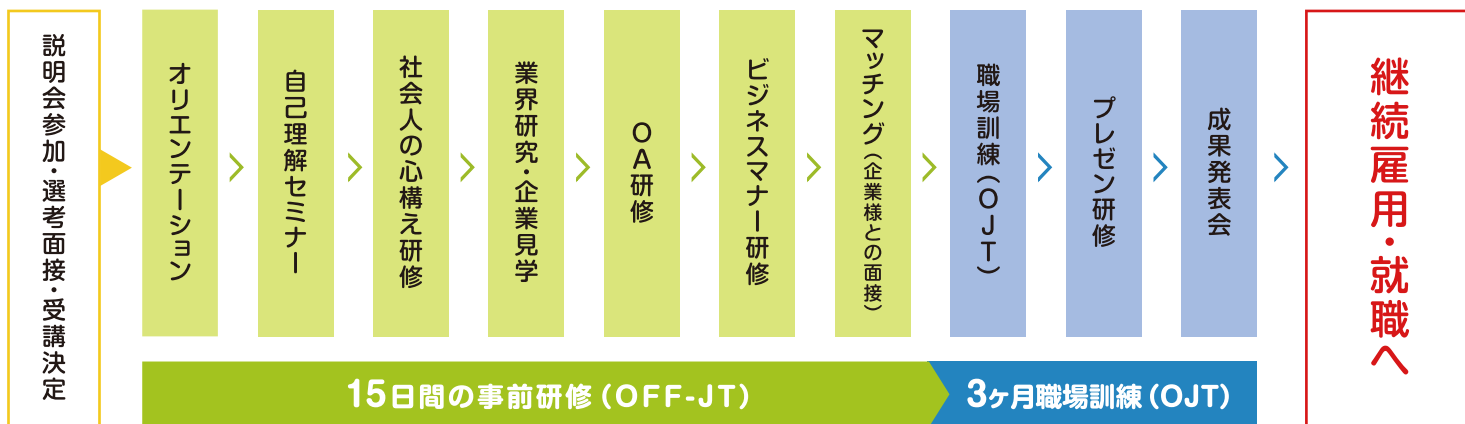 説明会参加・選考面接・受講決定
オリエンテーション
自己理解セミナー
社会人の心構え研修
業界研究・企業見学
OA研修
ビジネスマナー研修
マッチング（企業様との面接）
職場訓練（OJT）
プレゼン研修
成果発表会
継続雇用・就職へ
15日間の事前研修（OFF-JT）
3ヶ月職場訓練（OJT）